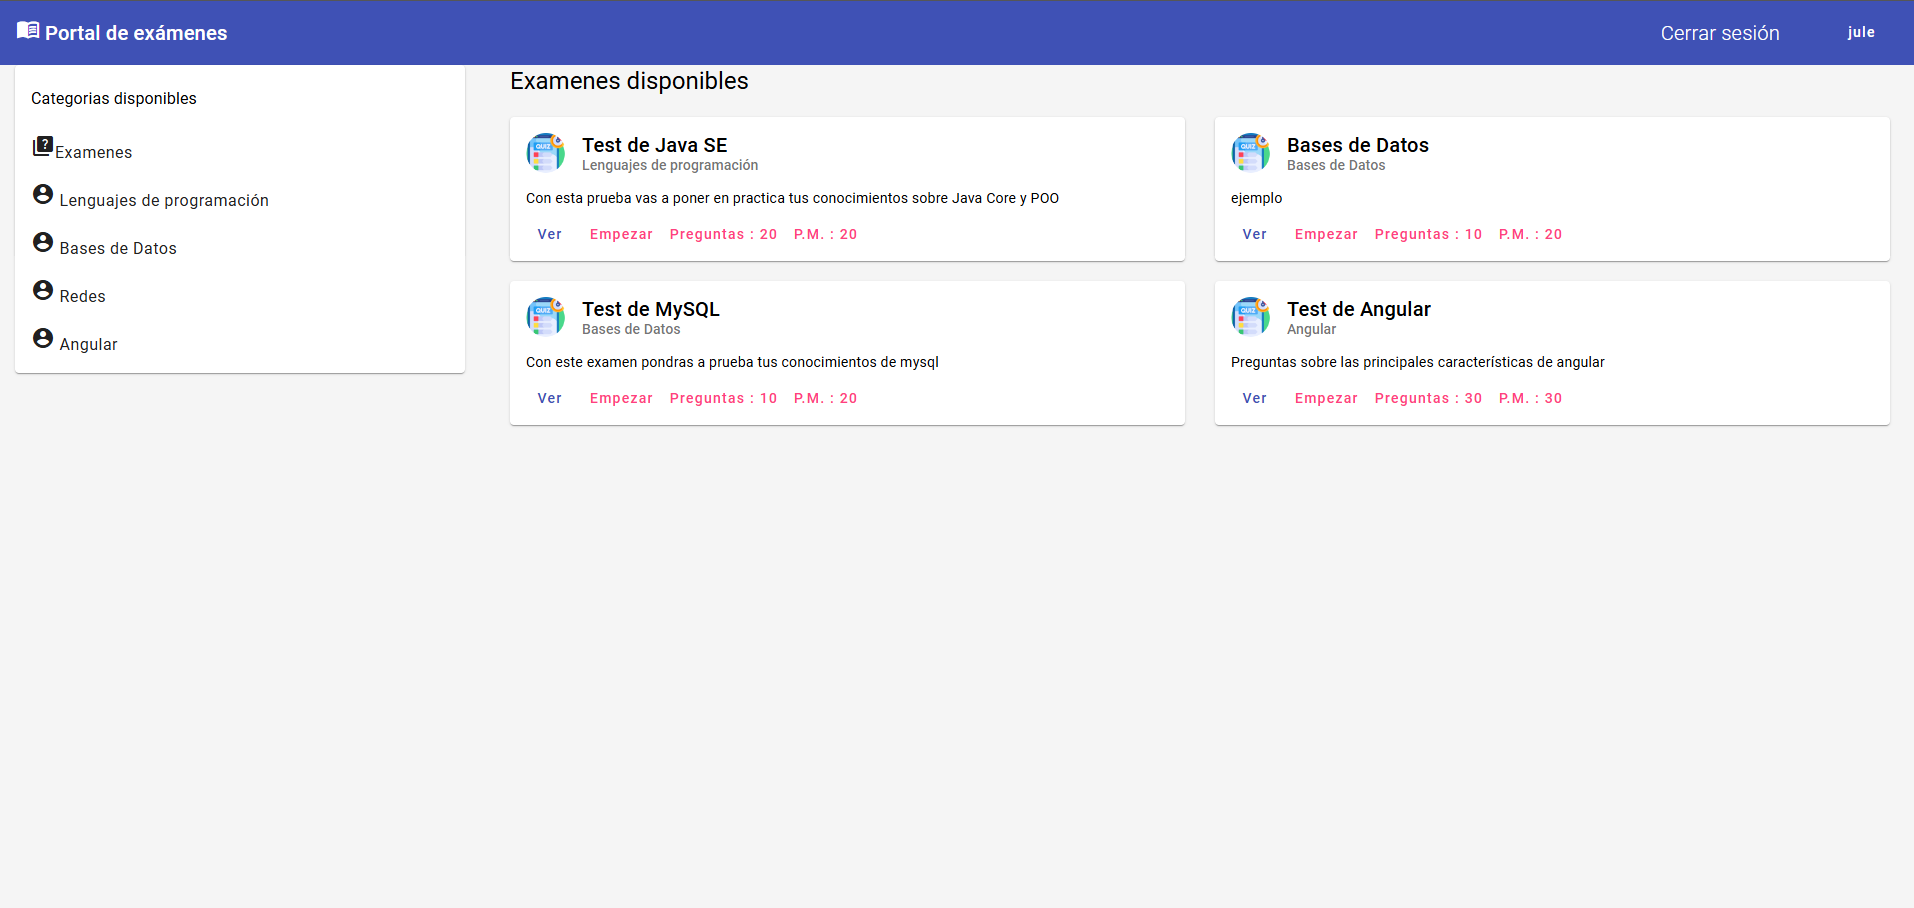 Portal de exámenes
Cerrar sesión
jule
Categorias disponibles
Examenes
Lenguajes de programación
Bases de Datos
Redes
Angular
Examenes disponibles
QUIZ
Test de Java SE
Lenguajes de programación
Con esta prueba vas a poner en practica tus conocimientos sobre Java Core y POO
Ver Empezar Preguntas : 20 P.M. : 20
QUIZ
Bases de Datos
Bases de Datos
ejemplo
Ver Empezar Preguntas : 10 P.M. : 20
QUIZ
Test de MySQL
Bases de Datos
Con este examen pondras a prueba tus conocimientos de mysql
Ver Empezar Preguntas : 10 P.M. : 20
QUIZ
Test de Angular
Angular
Preguntas sobre las principales características de angular
Ver Empezar Preguntas : 30 P.M. : 30